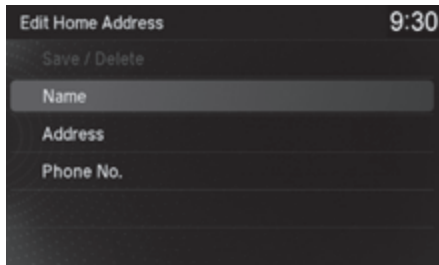 Edit Home Address 9:30
Save / Delete
Name
Address
Phone No.